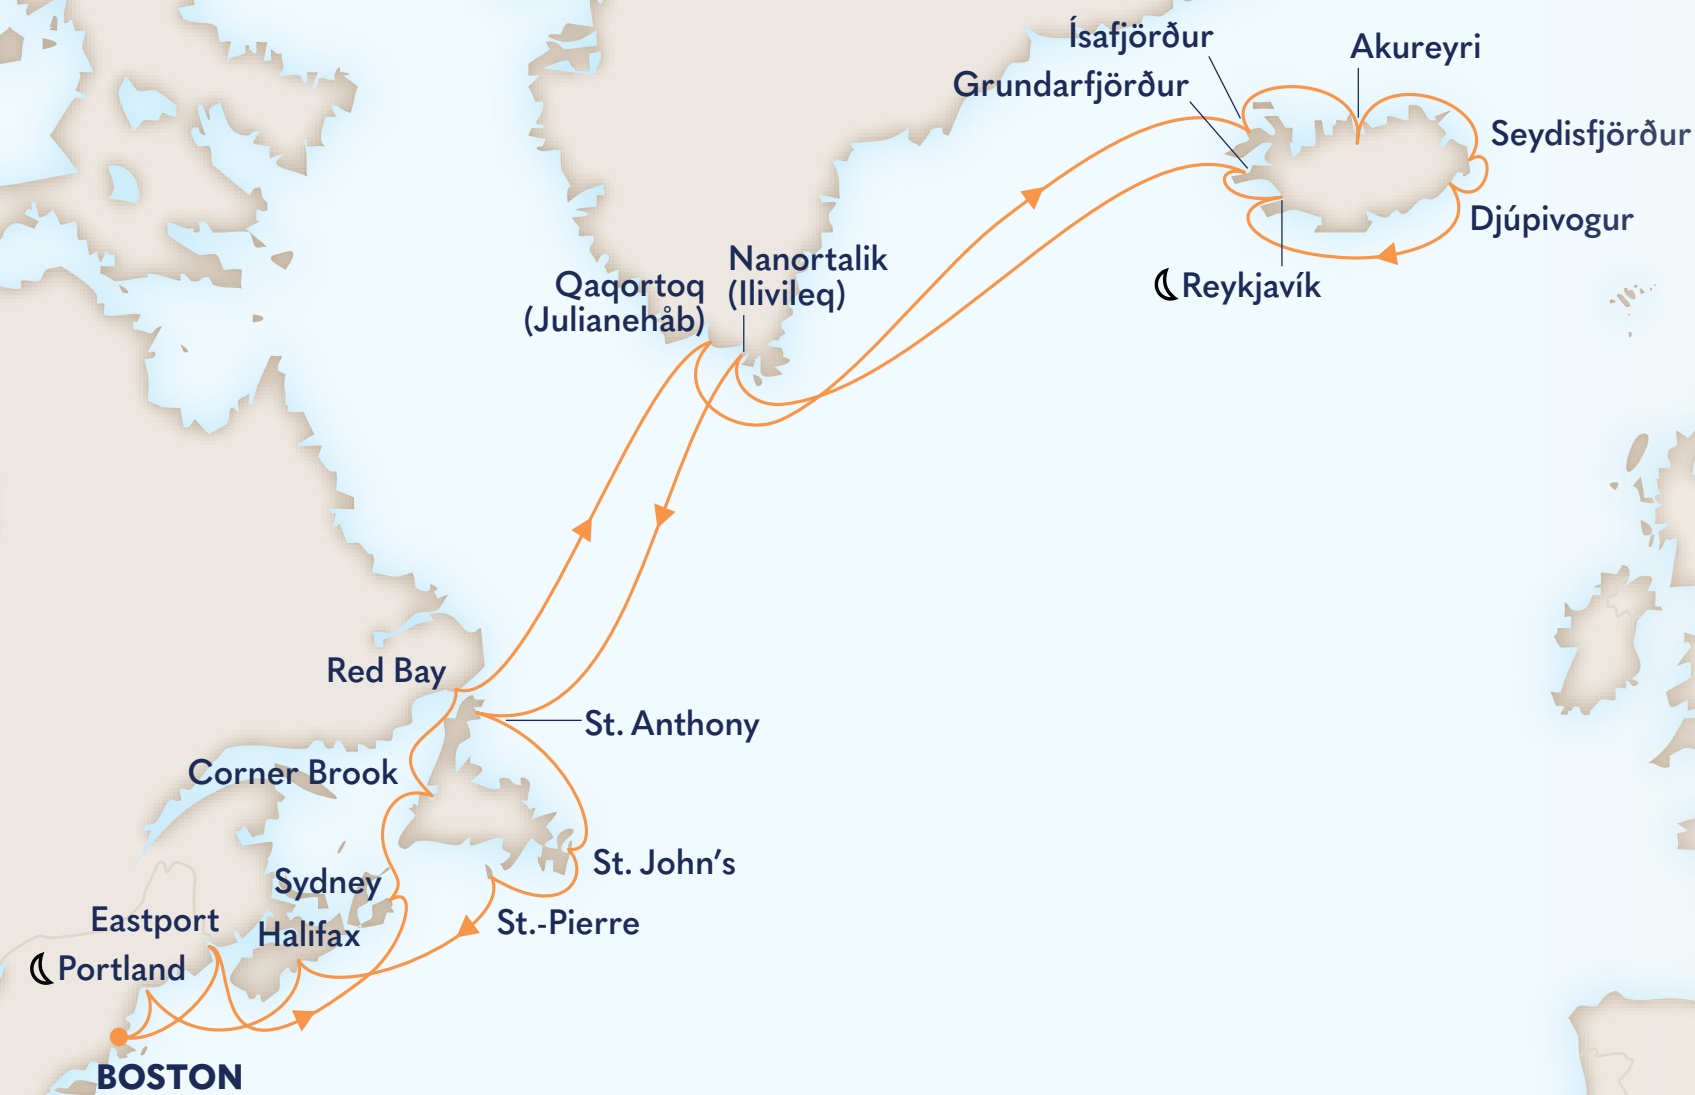 Ísafjörður
Akureyri
Grundarfjörður
Seydisfjörður
Djúpivogur
Nanortalik
(Ilivileq)
Qaqortoq
(Julianehåb)
Reykjavík
Red Bay
St. Anthony
Corner Brook
St. John's
Sydney
Eastport
Halifax
St.-Pierre
Portland
BOSTON